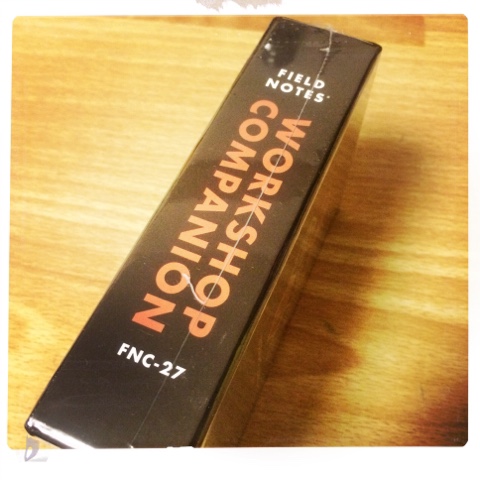 FIELD
NOTES
WORKSHOP
COMPANION
FNC-27